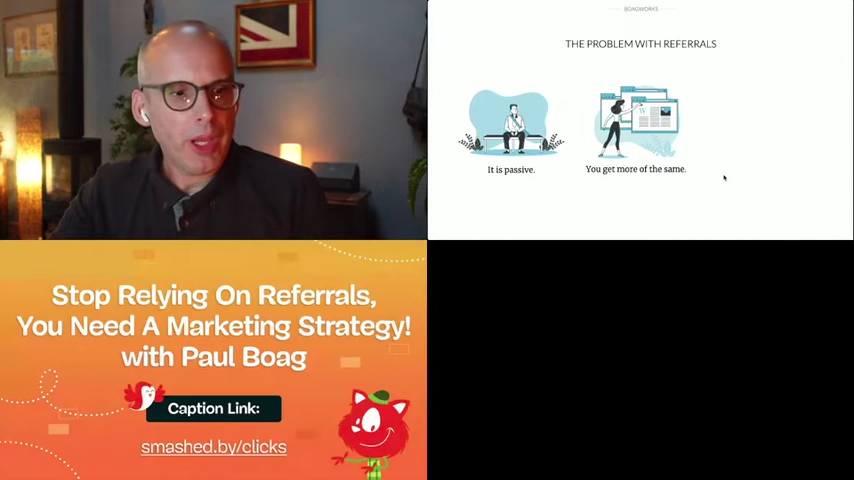 BOAGWORKS
THE PROBLEM WITH REFERRALS
It is passive.
You get more of the same.
Stop Relying On Referrals,
You Need A Marketing Strategy!
with Paul Boag
Caption Link:
smashed.by/clicks